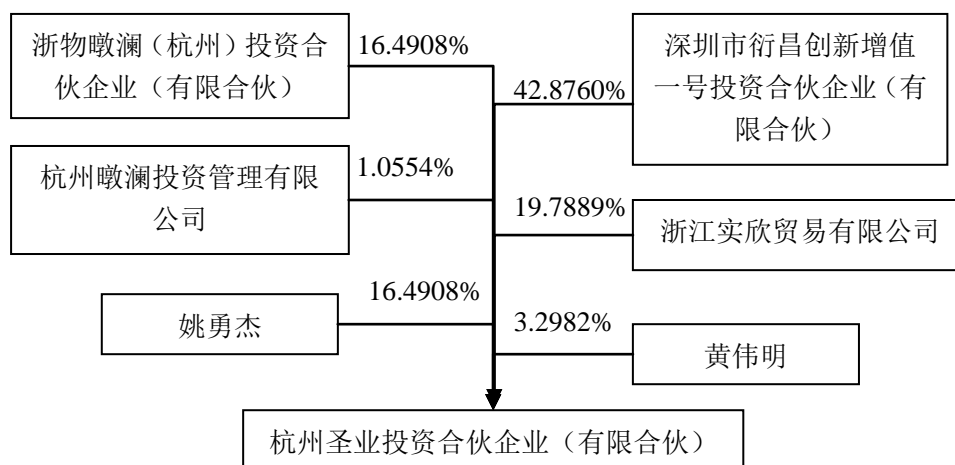 浙物暾澜（杭州）投资合
伙企业（有限合伙）
16.4908%
深圳市衍昌创新增值
一号投资合伙企业（有
限合伙）
42.8760%
杭州暾澜投资管理有限
公司
1.0554%
19.7889%
浙江实欣贸易有限公司
姚勇杰
16.4908%
3.2982%
黄伟明
杭州圣业投资合伙企业（有限合伙）